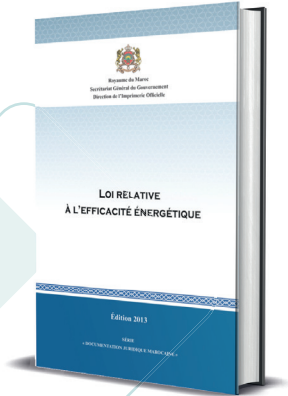 Royaume du Maroc
Secrétariat Général du Gouvernement
Direction de l'Imprimerie Officielle
LOI RELATIVE
À L'EFFICACITÉ ÉNERGÉTIQUE
Édition 2013
SÉRIE
« DOCUMENTATION JURIDIQUE MAROCAINE »